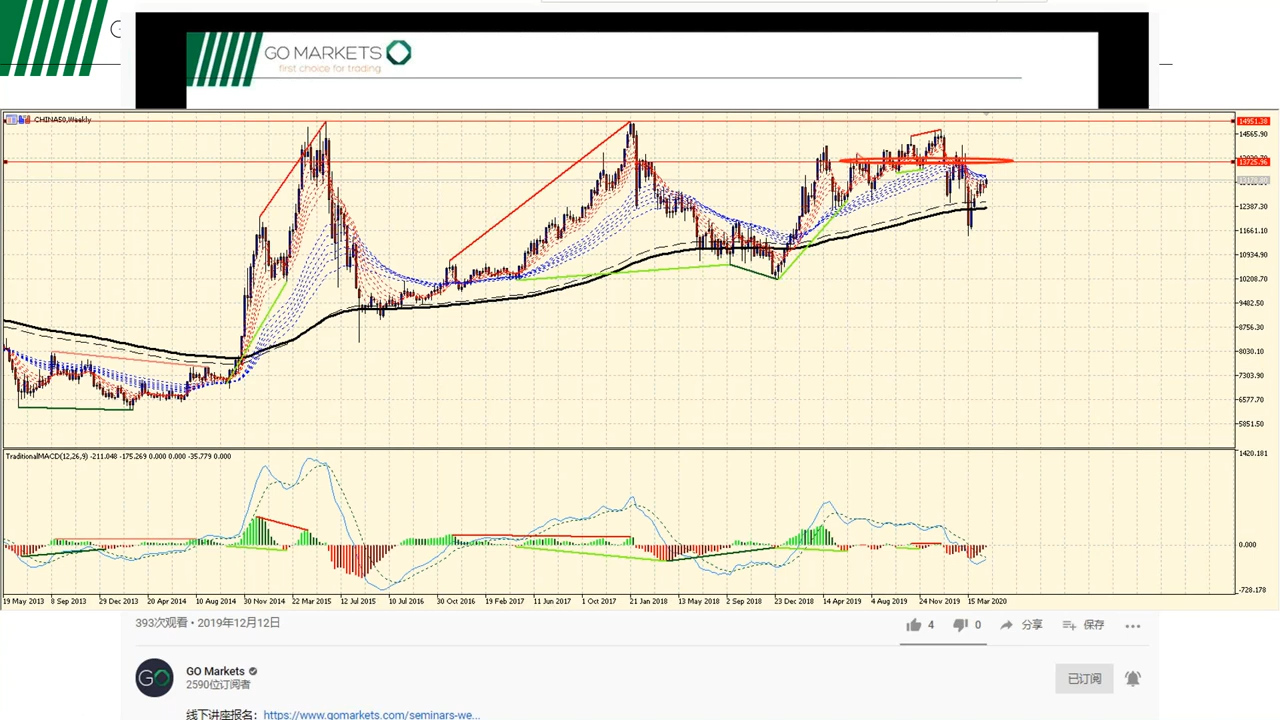 G
GO MARKETS
first choice for trading
CHINA50,Weekly
14951.38
14565.90
13725.96
12387.30
11661.10
10934.90
10208.70
9482.50
8756.30
8030.10
7303.90
6577.70
5851.50
TraditionalMACD(12,26,9) -211.048 -175.269 0.000 0.000 -35.779 0.000
1420.181
0.000
-728.178
19 May 2013 8 Sep 2013 29 Dec 2013 20 Apr 2014 10 Aug 2014 30 Nov 2014 22 Mar 2015 12 Jul 2015 10 Jul 2016 30 Oct 2016 19 Feb 2017 11 Jun 2017 1 Oct 2017 21 Jan 2018 13 May 2018 2 Sep 2018 23 Dec 2018 14 Apr 2019 4 Aug 2019 24 Nov 2019 15 Mar 2020
393次观看 • 2019年12月12日
4 0 分享 保存
GO
GO Markets
2590位订阅者
已订阅
线下讲座报名: https://www.gomarkets.com/seminars-we...